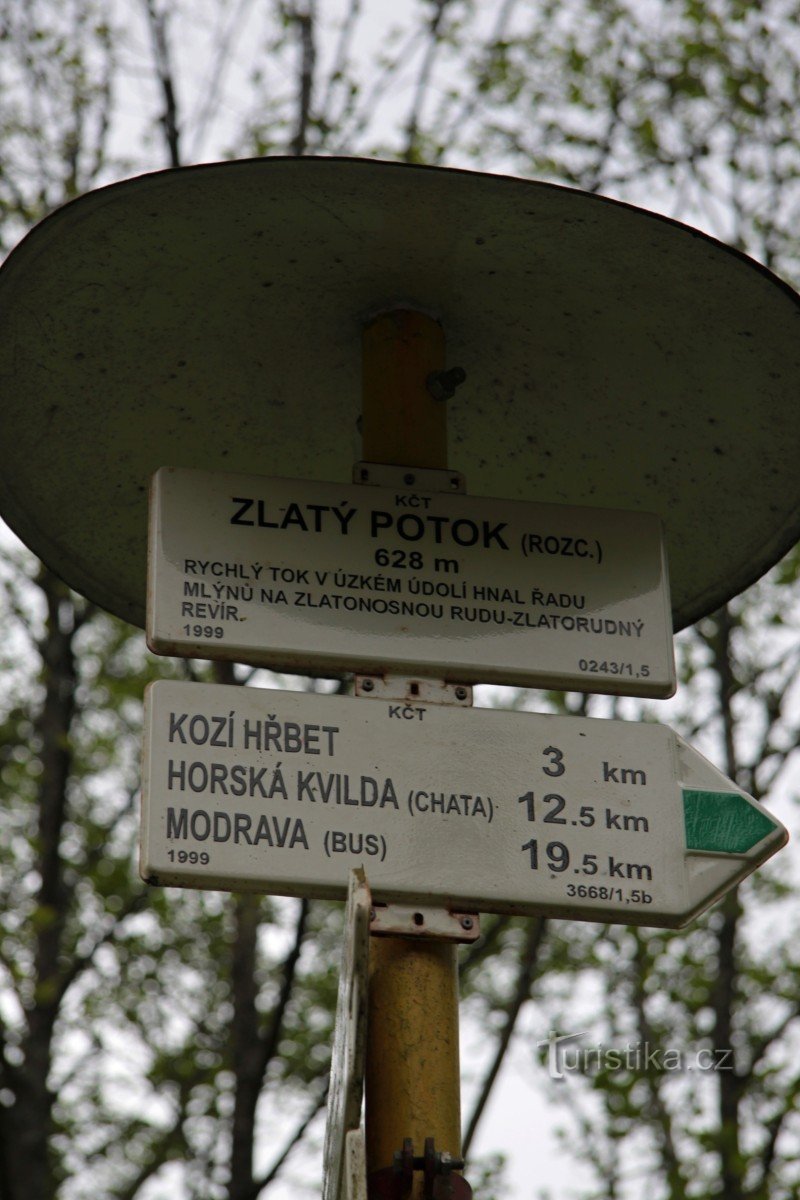 KČT
ZLATÝ POTOK (ROZC.)
628 m
RYCHLÝ TOK V ÚZKÉM ÚDOLÍ HNAL ŘADU
MLÝNŮ NA ZLATONOSNOU RUDU-ZLATORUDNÝ
REVÍR.
1999
0243/1,5
KČT
KOZÍ HŘBET 3 km
HORSKÁ KVILDA (CHATA) 12.5 km
MODRAVA (BUS) 19.5 km
1999
3668/1,5b
Turistika.cz